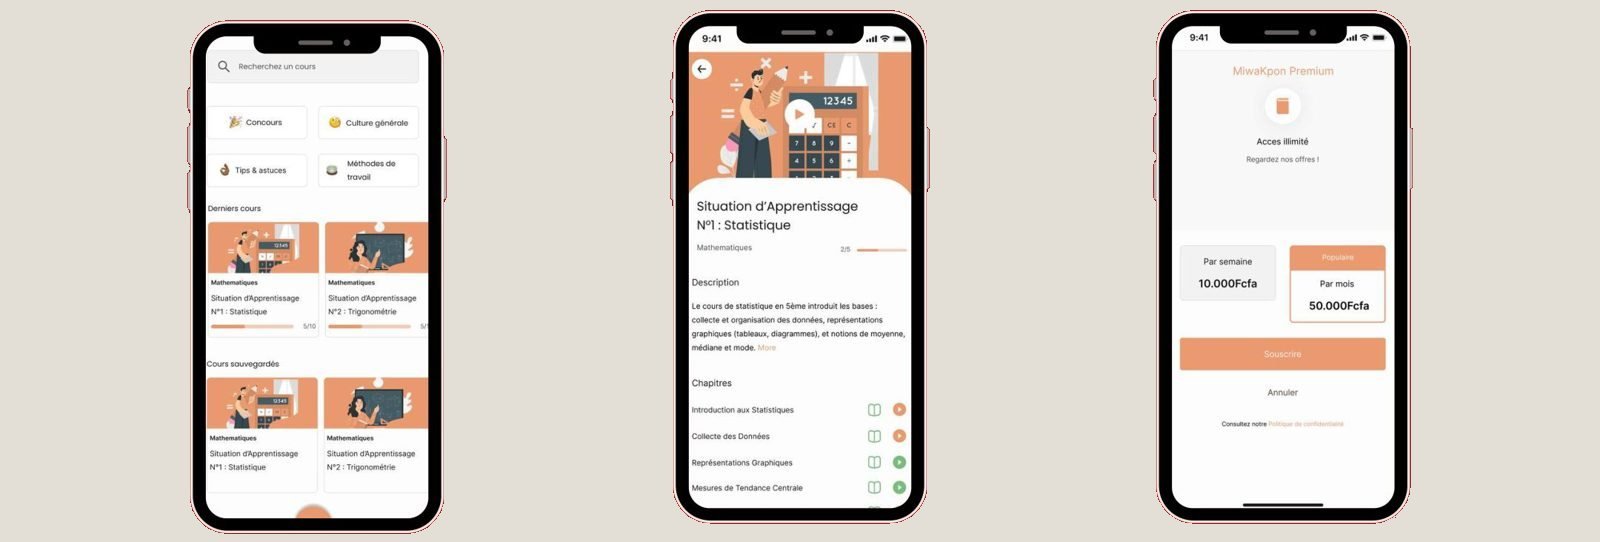 Recherchez un cours
Concours
Culture générale
Tips & astuces
Méthodes de
travail
Derniers cours
12345
Mathematiques
Situation d'Apprentissage
N°1 : Statistique
5/10
Mathematiques
Situation d'Apprentissage
N°2 : Trigonométrie
Cours sauvegardés
12345
Mathematiques
Situation d'Apprentissage
N°1 : Statistique
Mathematiques
Situation d'Apprentissage
N°2 : Trigonométrie
9:41
12345
√ CE C
7 8 9 -
4 5 6 +
Situation d'Apprentissage
N°1 : Statistique
Mathematiques
2/5
Description
Le cours de statistique en 5ème introduit les bases :
collecte et organisation des données, représentations
graphiques (tableaux, diagrammes), et notions de moyenne,
médiane et mode. More
Chapitres
Introduction aux Statistiques
Collecte des Données
Représentations Graphiques
Mesures de Tendance Centrale
9:41
MiwaKpon Premium
Acces illimité
Regardez nos offres !
Par semaine
10.000Fcfa
Populaire
Par mois
50.000Fcfa
Souscrire
Annuler
Consultez notre Politique de confidentialité